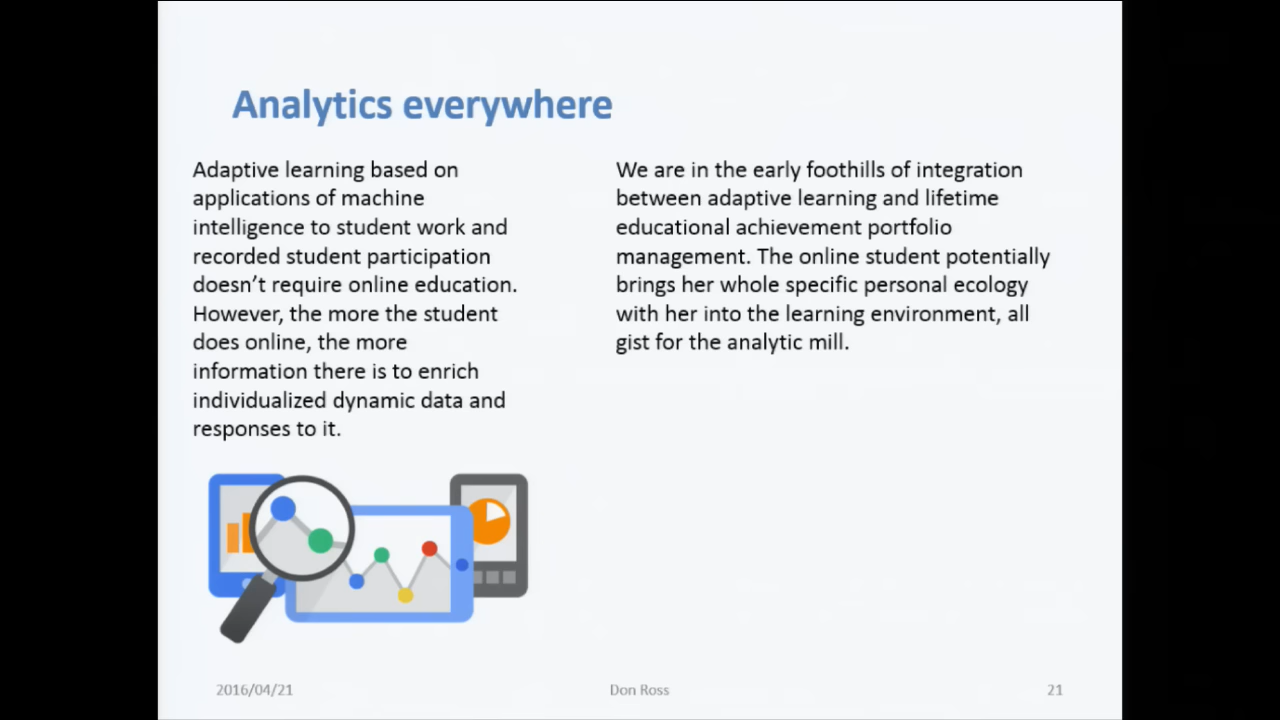 Analytics everywhere
Adaptive learning based on
applications of machine
intelligence to student work and
recorded student participation
doesn’t require online education.
However, the more the student
does online, the more
information there is to enrich
individualized dynamic data and
responses to it.
We are in the early foothills of integration
between adaptive learning and lifetime
educational achievement portfolio
management. The online student potentially
brings her whole specific personal ecology
with her into the learning environment, all
gist for the analytic mill.
2016/04/21
Don Ross
21